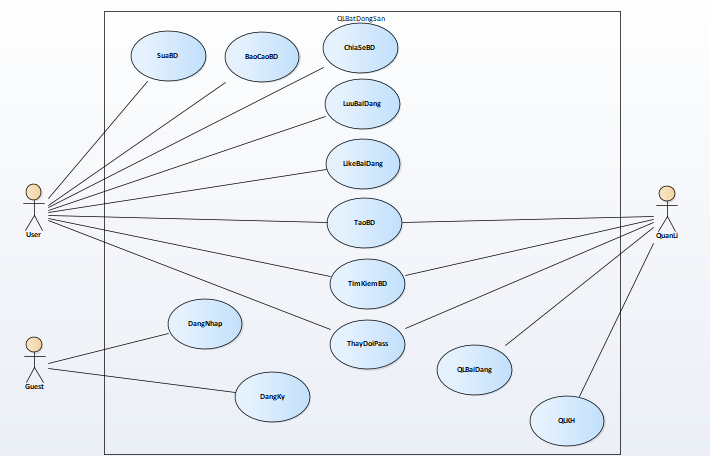 QLBatDongSan
SuaBD
BaoCaoBD
ChiaSeBD
LuuBaiDang
LikeBaiDang
TaoBD
User
QuanLi
TimKiemBD
DangNhap
ThayDoiPass
QLBaiDang
Guest
DangKy
QLKH